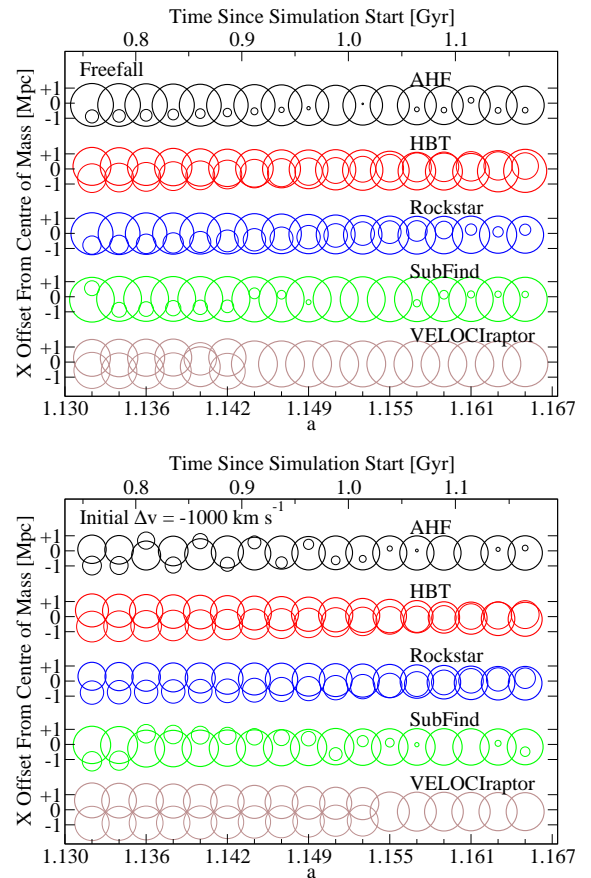 Time Since Simulation Start [Gyr]
0.8 0.9 1.0 1.1
Freefall
AHF
+1
0
-1
HBT
+1
0
-1
Rockstar
+1
0
-1
SubFind
+1
0
-1
VELOCIraptor
+1
0
-1
X Offset From Centre of Mass [Mpc]
1.130 1.136 1.142 1.149 1.155 1.161 1.167
a
Time Since Simulation Start [Gyr]
0.8 0.9 1.0 1.1
Initial Δv = -1000 km s⁻¹
AHF
+1
0
-1
HBT
+1
0
-1
Rockstar
+1
0
-1
SubFind
+1
0
-1
VELOCIraptor
+1
0
-1
X Offset From Centre of Mass [Mpc]
1.130 1.136 1.142 1.149 1.155 1.161 1.167
a